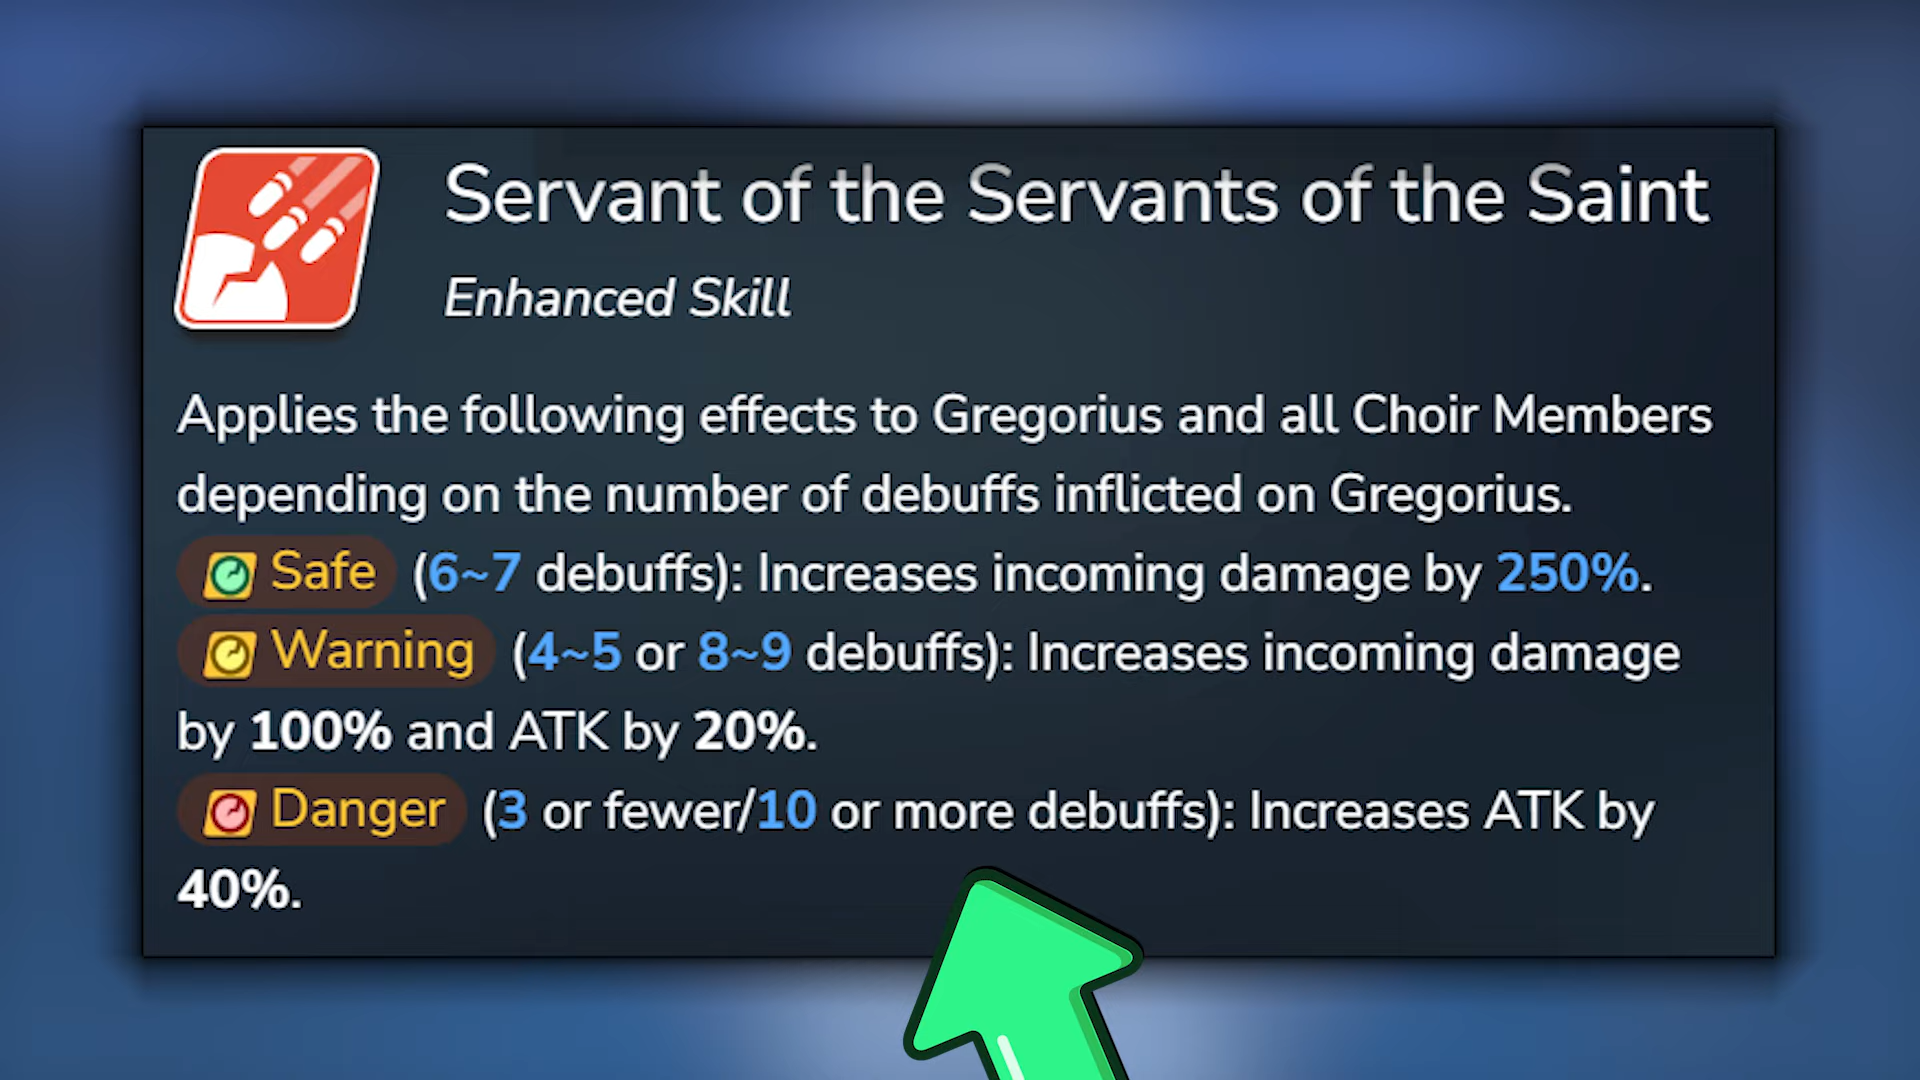 Servant of the Servants of the Saint
Enhanced Skill
Applies the following effects to Gregorius and all Choir Members
depending on the number of debuffs inflicted on Gregorius.
Safe (6~7 debuffs): Increases incoming damage by 250%.
Warning (4~5 or 8~9 debuffs): Increases incoming damage
by 100% and ATK by 20%.
Danger (3 or fewer/10 or more debuffs): Increases ATK by
40%.